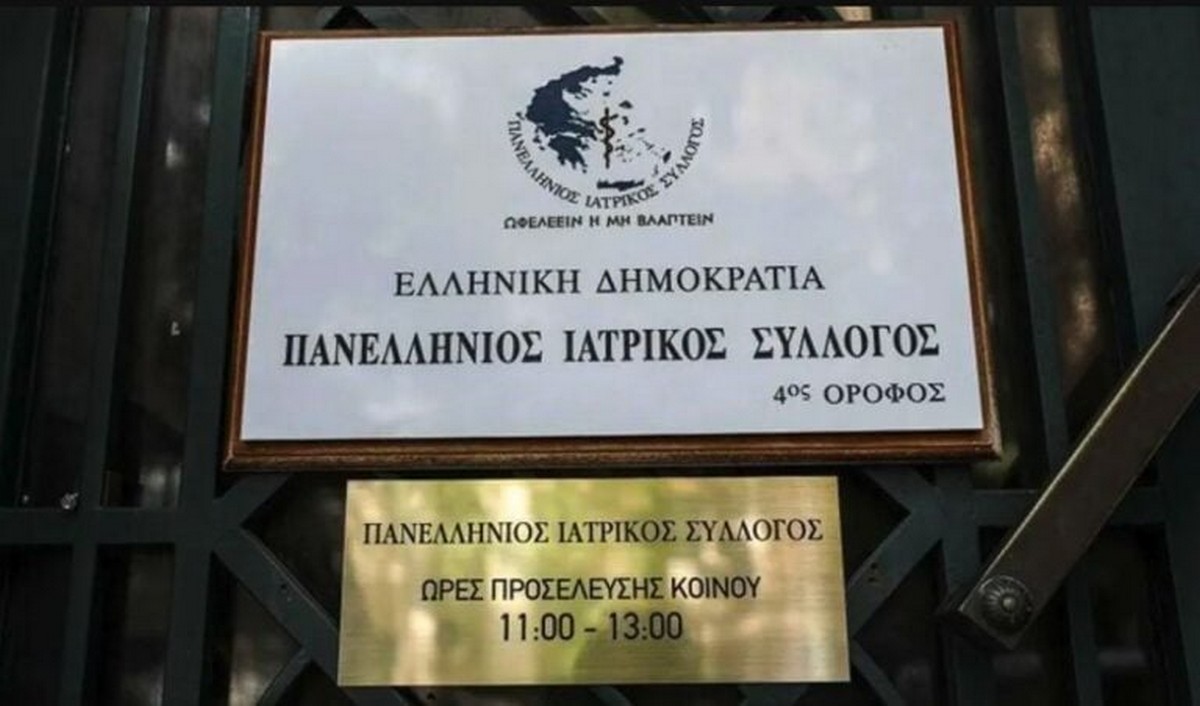 ΠΑΝΕΛΛΗΝΙΟΣ ΙΑΤΡΙΚΟΣ ΣΥΛΛΟΓΟΣ
ΩΦΕΛΕΕΙΝ Η ΜΗ ΒΛΑΠΤΕΙΝ
ΕΛΛΗΝΙΚΗ ΔΗΜΟΚΡΑΤΙΑ
ΠΑΝΕΛΛΗΝΙΟΣ ΙΑΤΡΙΚΟΣ ΣΥΛΛΟΓΟΣ
4ος ΟΡΟΦΟΣ
ΠΑΝΕΛΛΗΝΙΟΣ ΙΑΤΡΙΚΟΣ ΣΥΛΛΟΓΟΣ
ΩΡΕΣ ΠΡΟΣΕΛΕΥΣΗΣ ΚΟΙΝΟΥ
11:00 - 13:00